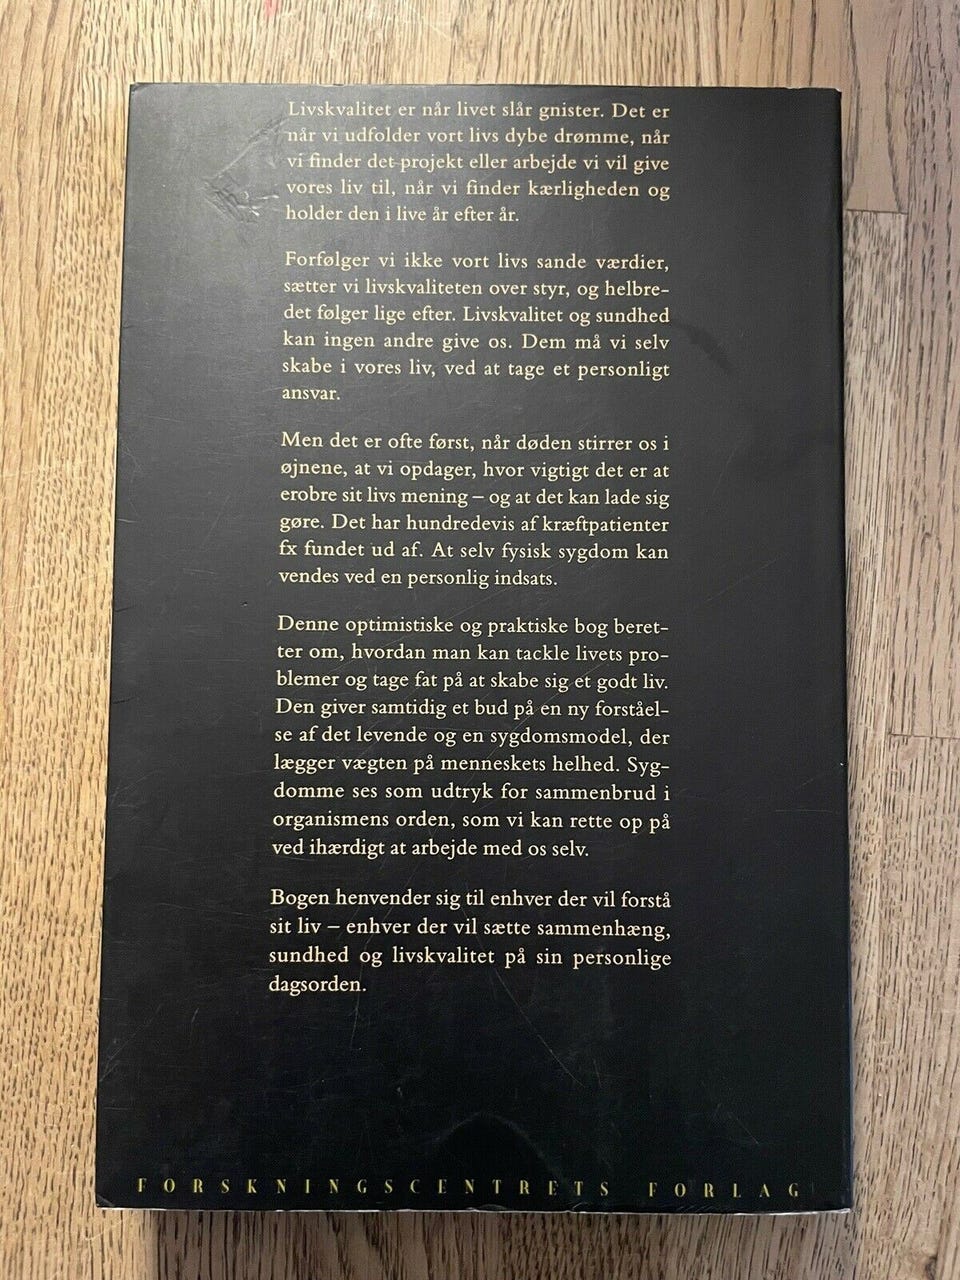 Livskvalitet er når livet slår gnister. Det er
når vi udfolder vort livs dybe drømme, når
vi finder det projekt eller arbejde vi vil give
vores liv til, når vi finder kærligheden og
holder den i live år efter år.
Forfølger vi ikke vort livs sande værdier,
sætter vi livskvaliteten over styr, og helbre-
det følger lige efter. Livskvalitet og sundhed
kan ingen andre give os. Dem må vi selv
skabe i vores liv, ved at tage et personligt
ansvar.
Men det er ofte først, når døden stirrer os i
øjnene, at vi opdager, hvor vigtigt det er at
erobre sit livs mening – og at det kan lade sig
gøre. Det har hundredevis af kræftpatienter
fx fundet ud af. At selv fysisk sygdom kan
vendes ved en personlig indsats.
Denne optimistiske og praktiske bog beret-
ter om, hvordan man kan tackle livets pro-
blemer og tage fat på at skabe sig et godt liv.
Den giver samtidig et bud på en ny forståel-
se af det levende og en sygdomsmodel, der
lægger vægten på menneskets helhed. Syg-
domme ses som udtryk for sammenbrud i
organismens orden, som vi kan rette op på
ved ihærdigt at arbejde med os selv.
Bogen henvender sig til enhver der vil forstå
sit liv – enhver der vil sætte sammenhæng,
sundhed og livskvalitet på sin personlige
dagsorden.
FORSKNINGSCENTRETS FORLAG